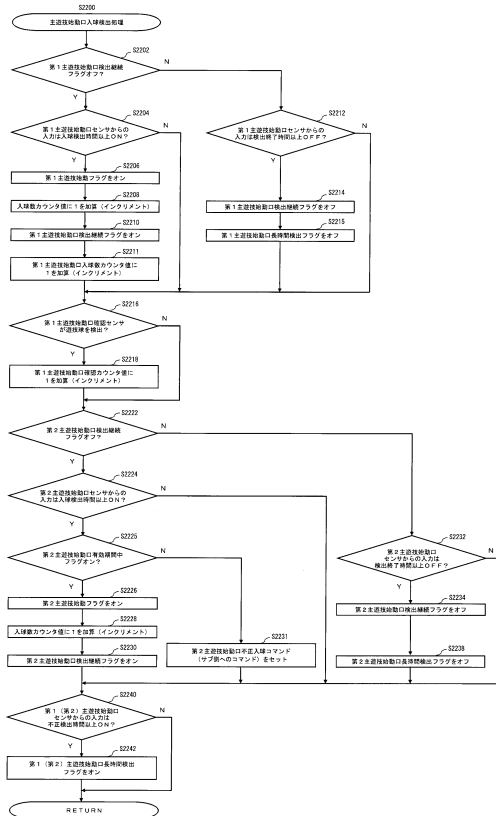 S2200
主遊技始動口入球検出処理
S2202
第1主遊技始動口検出継続
フラグオフ?
N
Y
S2204
第1主遊技始動口センサからの
入力は入球検出時間以上ON?
N
Y
S2212
第1主遊技始動口センサからの
入力は検出終了時間以上OFF?
N
Y
S2206
第1主遊技始動フラグをオン
S2208
入球数カウンタ値に1を加算(インクリメント)
S2210
第1主遊技始動口検出継続フラグをオン
S2211
第1主遊技始動口入球数カウンタ値に
1を加算(インクリメント)
S2214
第1主遊技始動口検出継続フラグをオフ
S2215
第1主遊技始動口長時間検出フラグをオフ
S2216
第1主遊技始動口確認センサ
が遊技球を検出?
N
Y
S2218
第1主遊技始動口確認カウンタ値に
1を加算(インクリメント)
S2222
第2主遊技始動口検出継続
フラグオフ?
N
Y
S2224
第2主遊技始動口センサからの
入力は入球検出時間以上ON?
N
Y
S2225
第2主遊技始動口有効期間中
フラグオン?
N
Y
S2232
第2主遊技始動口
センサからの入力は
検出終了時間以上OFF?
N
Y
S2226
第2主遊技始動フラグをオン
S2228
入球数カウンタ値に1を加算(インクリメント)
S2230
第2主遊技始動口検出継続フラグをオン
S2231
第2主遊技始動口不正入球コマンド
(サブ側へのコマンド)をセット
S2234
第2主遊技始動口検出継続フラグをオフ
S2238
第2主遊技始動口長時間検出フラグをオフ
S2240
第1(第2)主遊技始動口
センサからの入力は
不正検出時間以上ON?
N
Y
S2242
第1(第2)主遊技始動口長時間検出
フラグをオン
RETURN